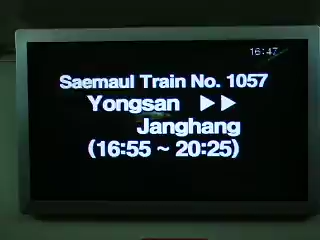 16:47
Saemaul Train No. 1057
Yongsan ▶▶
Janghang
(16:55 ~ 20:25)